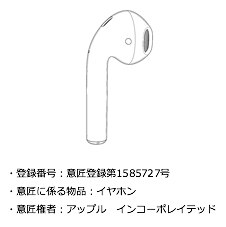 ・登録番号：意匠登録第1585727号
・意匠に係る物品：イヤホン
・意匠権者：アップル　インコーポレイテッド